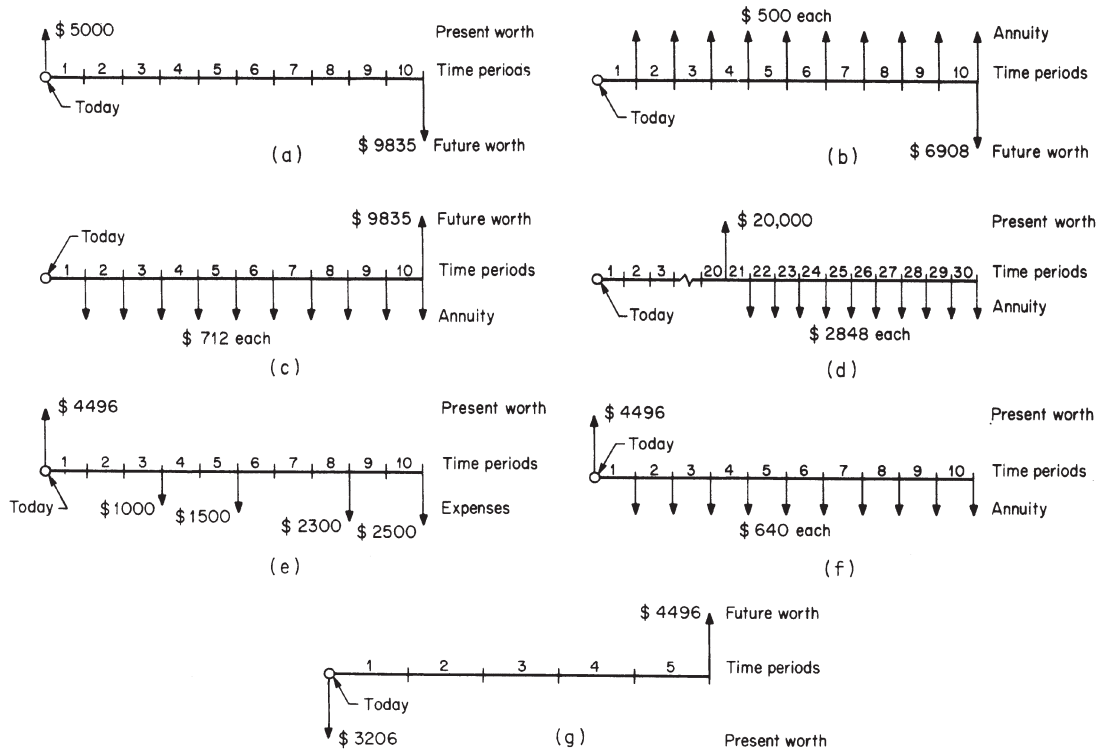 $ 5000
Present worth
1 2 3 4 5 6 7 8 9 10
Time periods
Today
$ 9835
Future worth
(a)
$ 500 each
Annuity
1 2 3 4 5 6 7 8 9 10
Time periods
Today
$ 6908
Future worth
(b)
$ 9835
Future worth
Today
1 2 3 4 5 6 7 8 9 10
Time periods
Annuity
$ 712 each
(c)
$ 20,000
Present worth
1 2 3 20 21 22 23 24 25 26 27 28 29 30
Time periods
Today
Annuity
$ 2848 each
(d)
$ 4496
Present worth
1 2 3 4 5 6 7 8 9 10
Time periods
Today
$1000
$1500
$ 2300
$ 2500
Expenses
(e)
$ 4496
Present worth
Today
1 2 3 4 5 6 7 8 9 10
Time periods
Annuity
$ 640 each
(f)
$ 4496
Future worth
1 2 3 4 5
Time periods
Today
$ 3206
Present worth
(g)